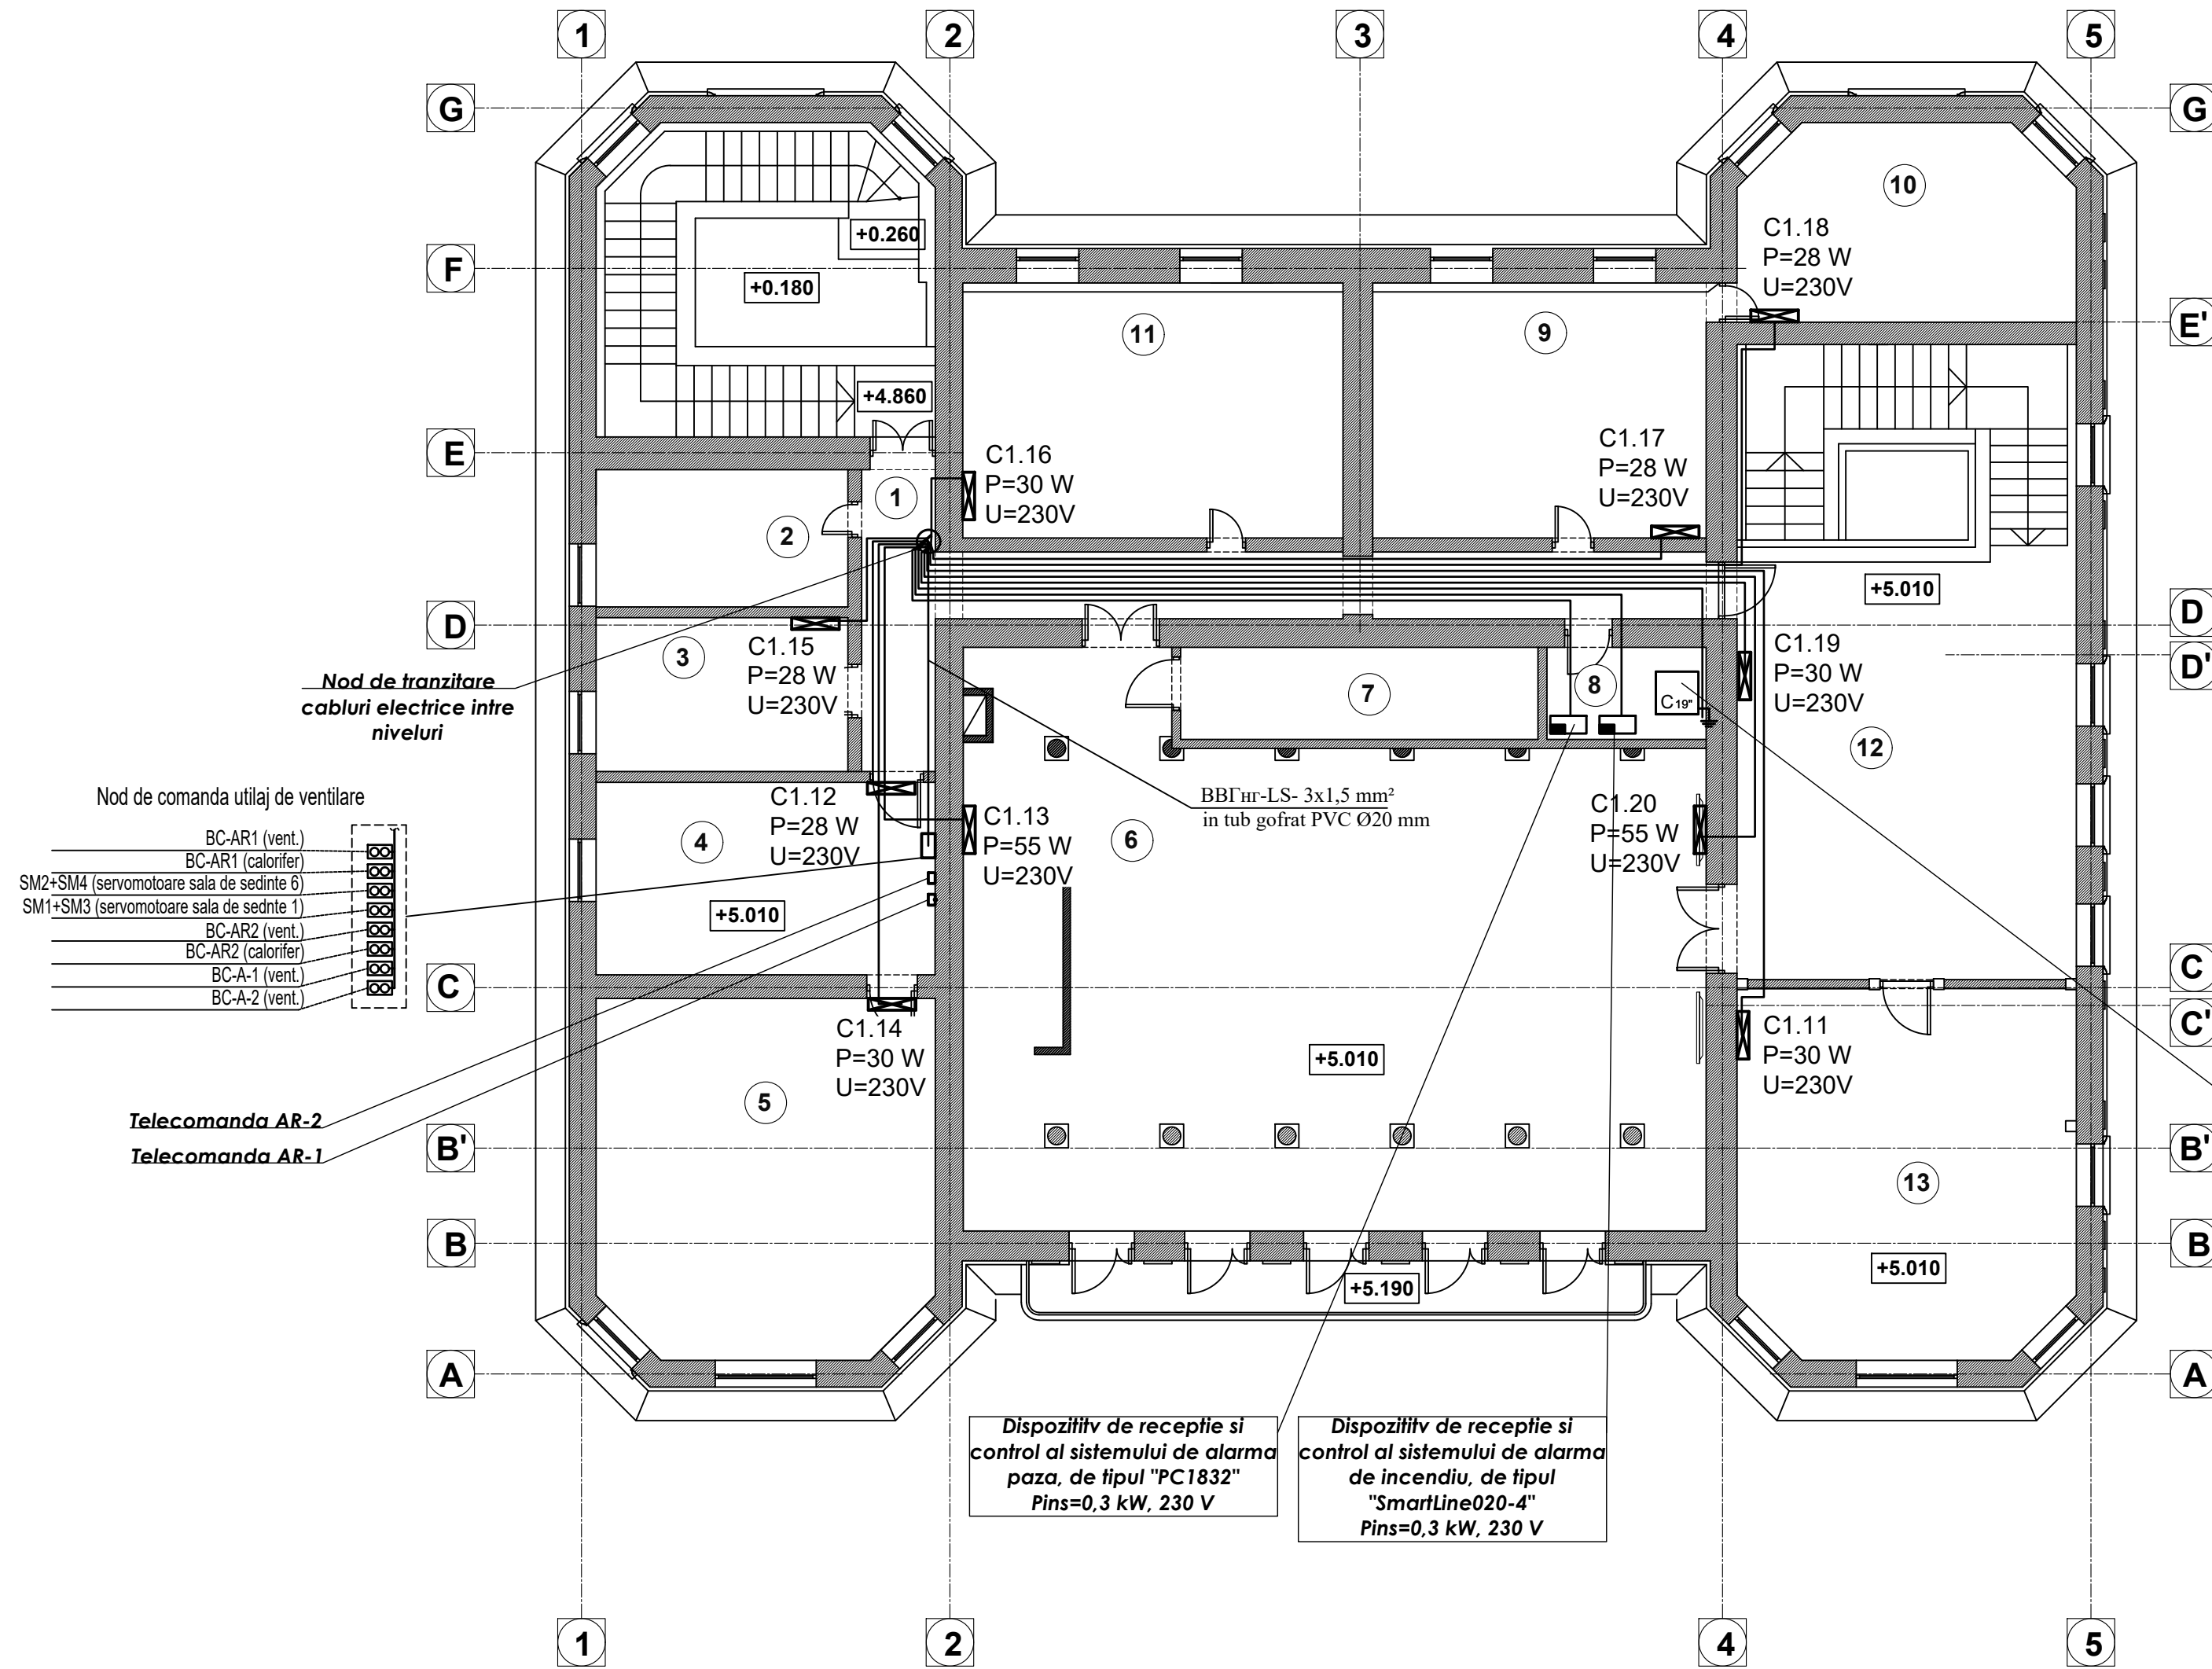 1
2
3
4
5
G
G
10
C1.18
P=28 W
U=230V
+0.260
F
+0.180
E'
11
9
+4.860
E
C1.16
P=30 W
U=230V
C1.17
P=28 W
U=230V
1
2
+5.010
D
D
D'
3
C1.15
P=28 W
U=230V
7
8
C19"
C1.19
P=30 W
U=230V
Nod de tranzitare
cabluri electrice intre
niveluri
12
Nod de comanda utilaj de ventilare
BC-AR1 (vent.)
BC-AR1 (calorifer)
SM2+SM4 (servomotoare sala de sedinte 6)
SM1+SM3 (servomotoare sala de sednte 1)
BC-AR2 (vent.)
BC-AR2 (calorifer)
BC-A-1 (vent.)
BC-A-2 (vent.)
4
C1.12
P=28 W
U=230V
C1.13
P=55 W
U=230V
6
ВВГнг-LS- 3x1,5 mm²
in tub gofrat PVC Ø20 mm
C1.20
P=55 W
U=230V
+5.010
C
C
C'
C1.14
P=30 W
U=230V
C1.11
P=30 W
U=230V
+5.010
5
Telecomanda AR-2
Telecomanda AR-1
B'
B'
13
B
B
+5.010
+5.190
A
A
Dispozititv de receptie si
control al sistemului de alarma
paza, de tipul "PC1832"
Pins=0,3 kW, 230 V
Dispozititv de receptie si
control al sistemului de alarma
de incendiu, de tipul
"SmartLine020-4"
Pins=0,3 kW, 230 V
1
2
4
5